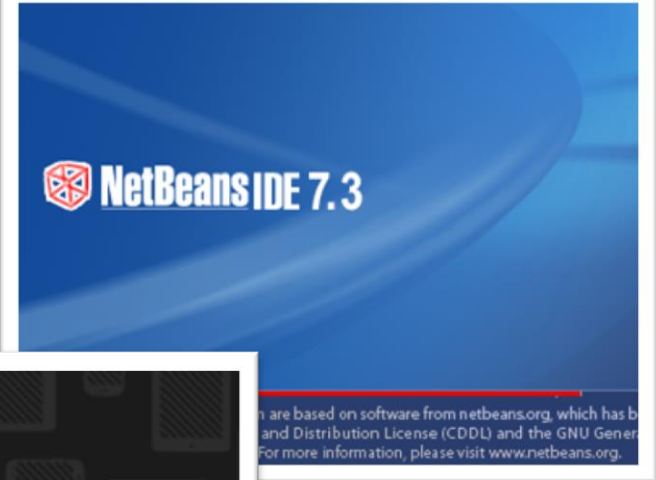 NetBeans IDE 7.3
are based on software from netbeans.org, which has
and Distribution License (CDDL) and the GNU
For more information, please visit www.netbeans.org.